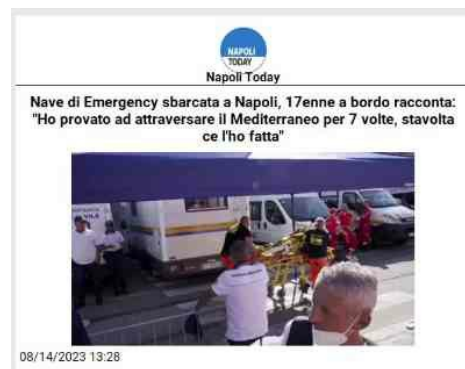 NAPOLI
TODAY
Napoli Today
Nave di Emergency sbarcata a Napoli, 17enne a bordo racconta:
"Ho provato ad attraversare il Mediterraneo per 7 volte, stavolta
ce l'ho fatta"
08/14/2023 13:28